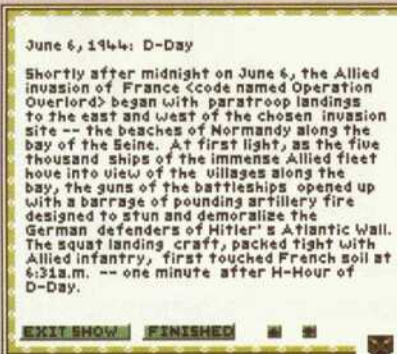 June 6, 1944: D-Day
Shortly after midnight on June 6, the Allied
invasion of France <code named Operation
Overlord> began with paratroop landings
to the east and west of the chosen invasion
site -- the beaches of Normandy along the
bay of the Seine. At first light, as the five
thousand ships of the immense Allied fleet
hove into view of the villages along the
bay, the guns of the battleships opened up
with a barrage of pounding artillery fire
designed to stun and demoralize the
German defenders of Hitler's Atlantic Wall.
The squat landing craft, packed tight with
Allied infantry, first touched French soil at
6:31a.m. -- one minute after H-Hour of
D-Day.
EXIT SHOW FINISHED